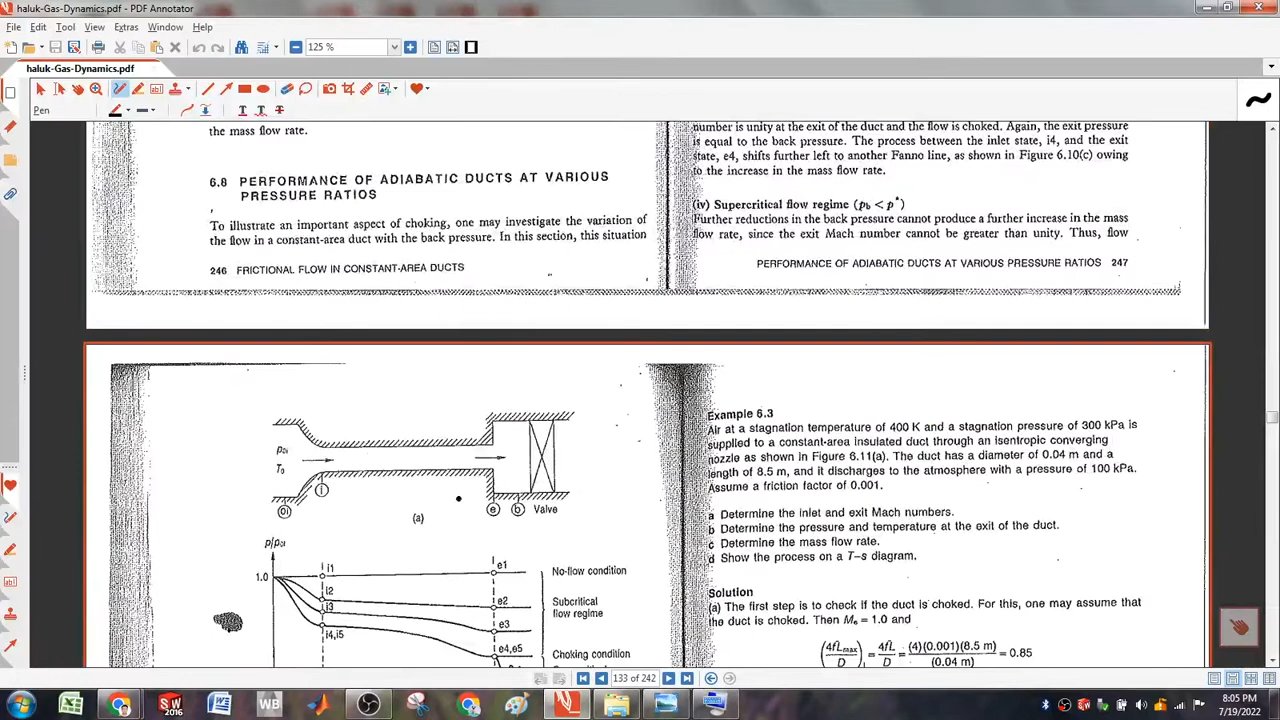 haluk-Gas-Dynamics.pdf - PDF Annotator
File Edit Tool View Extras Window Help
125 %
haluk-Gas-Dynamics.pdf
Pen
the mass flow rate.
6.8 PERFORMANCE OF ADIABATIC DUCTS AT VARIOUS
PRESSURE RATIOS
To illustrate an important aspect of choking, one may investigate the variation of
the flow in a constant-area duct with the back pressure. In this section, this situation
246 FRICTIONAL FLOW IN CONSTANT-AREA DUCTS
number is unity at the exit of the duct and the flow is choked. Again, the exit pressure
is equal to the back pressure. The process between the inlet state, i4, and the exit
state, e4, shifts further left to another Fanno line, as shown in Figure 6.10(c) owing
to the increase in the mass flow rate.
(iv) Supercritical flow regime (pb < p*)
Further reductions in the back pressure cannot produce a further increase in the mass
flow rate, since the exit Mach number cannot be greater than unity. Thus, flow
PERFORMANCE OF ADIABATIC DUCTS AT VARIOUS PRESSURE RATIOS 247
p0i
T0
0i
i
e
b
Valve
(a)
p/p0i
1.0
i1
i2
i3
i4,i5
e1
e2
e3
e4,e5
No-flow condition
Subcritical
flow regime
Choking condition
Example 6.3
Air at a stagnation temperature of 400 K and a stagnation pressure of 300 kPa is
supplied to a constant-area insulated duct through an isentropic converging
nozzle as shown in Figure 6.11(a). The duct has a diameter of 0.04 m and a
length of 8.5 m, and it discharges to the atmosphere with a pressure of 100 kPa.
Assume a friction factor of 0.001.
a Determine the inlet and exit Mach numbers.
b Determine the pressure and temperature at the exit of the duct.
c Determine the mass flow rate.
d Show the process on a T–s diagram.
Solution
(a) The first step is to check if the duct is choked. For this, one may assume that
the duct is choked. Then Me = 1.0 and
(4fLmax/D)i = 4fL/D = (4)(0.001)(8.5 m)/(0.04 m) = 0.85
133 of 242
SW
2016
WB
8:05 PM
7/19/2022